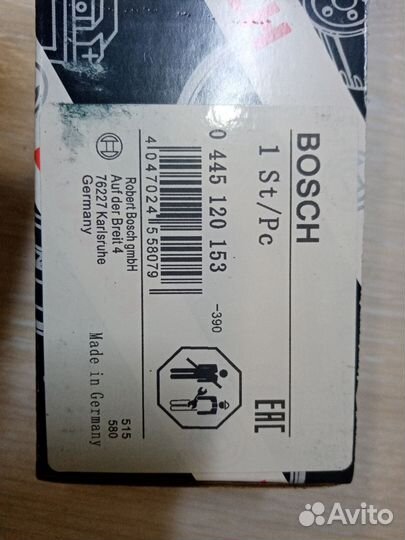 BOSCH
1 St/Pc
EAC
0 445 120 153
-390
4 047024 558079
Robert Bosch gmbH
Auf der Breit 4
76227 Karlsruhe
Germany
Made in Germany
515
580
Avito